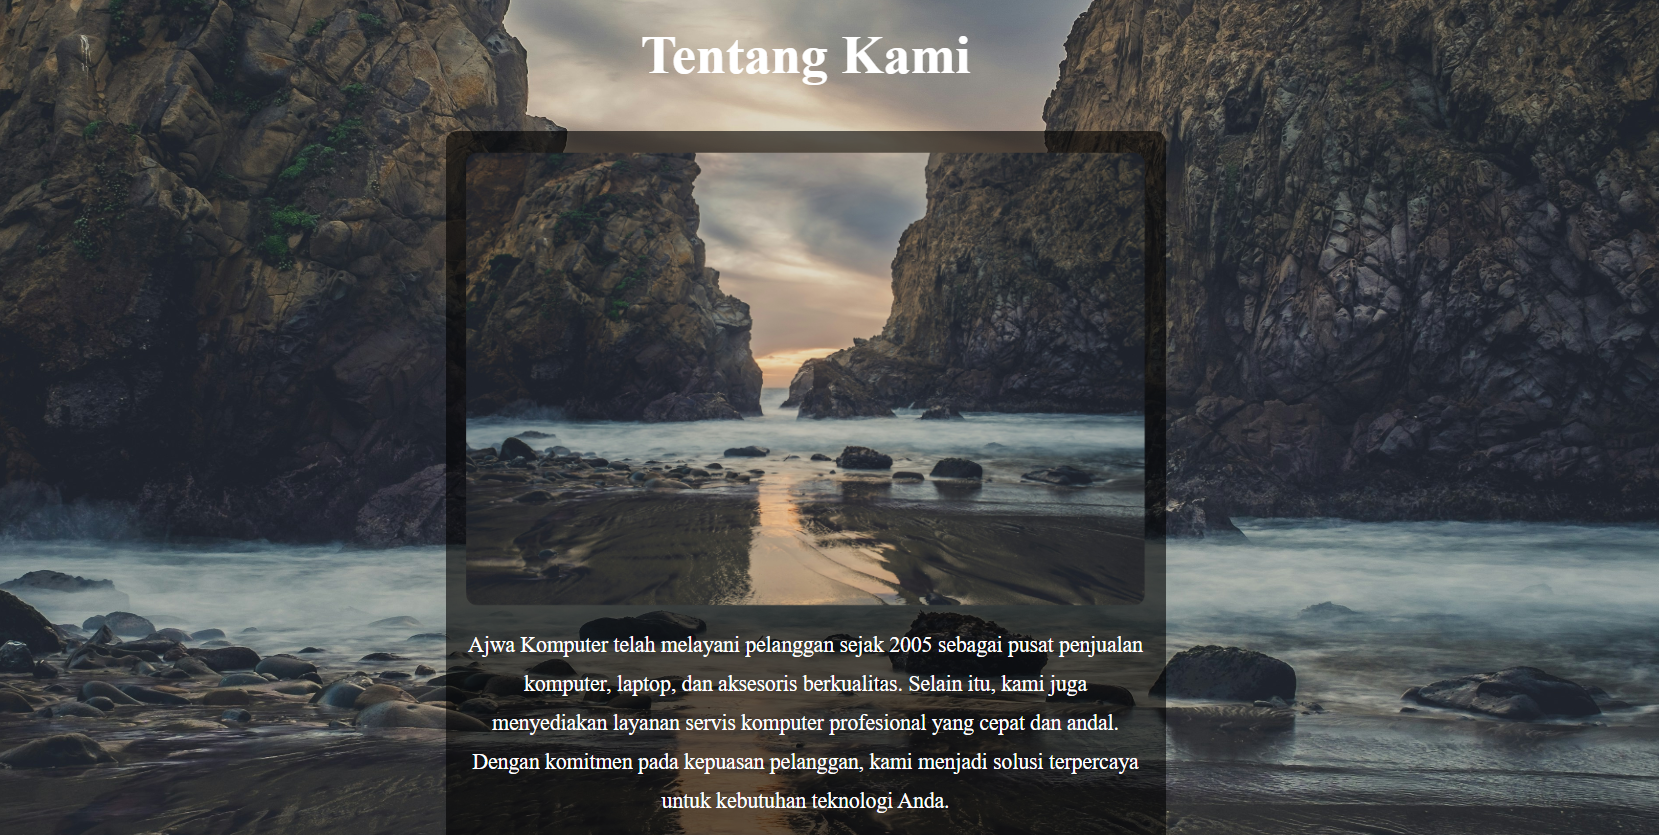 Tentang Kami
Ajwa Komputer telah melayani pelanggan sejak 2005 sebagai pusat penjualan
komputer, laptop, dan aksesoris berkualitas. Selain itu, kami juga
menyediakan layanan servis komputer profesional yang cepat dan andal.
Dengan komitmen pada kepuasan pelanggan, kami menjadi solusi terpercaya
untuk kebutuhan teknologi Anda.